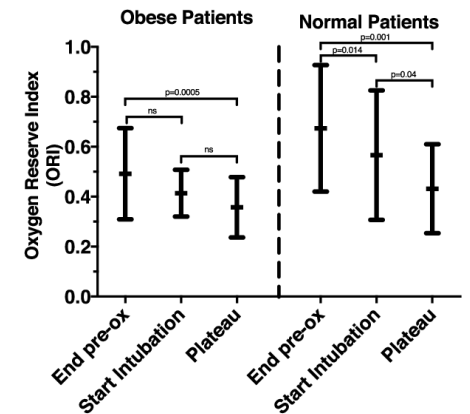 Obese Patients
Normal Patients
Oxygen Reserve Index
(ORI)
1.0
0.8
0.6
0.4
0.2
0.0
p=0.0005
ns
ns
p=0.001
p=0.014
p=0.04
End pre-ox
Start Intubation
Plateau
End pre-ox
Start Intubation
Plateau